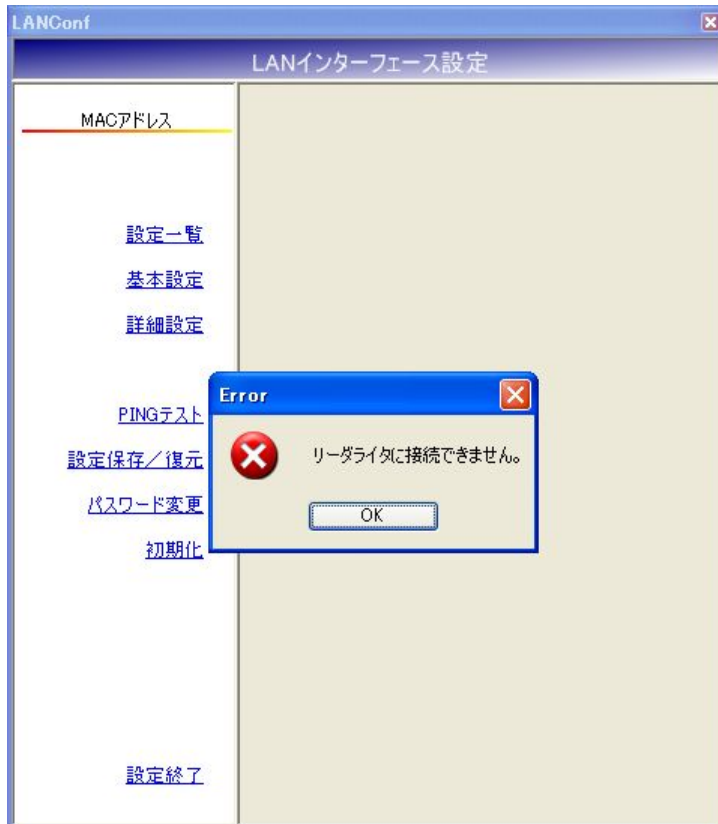 LANConf
LANインターフェース設定
MACアドレス
設定一覧
基本設定
詳細設定
PINGテスト
設定保存／復元
パスワード変更
初期化
Error
リーダライタに接続できません。
OK
設定終了